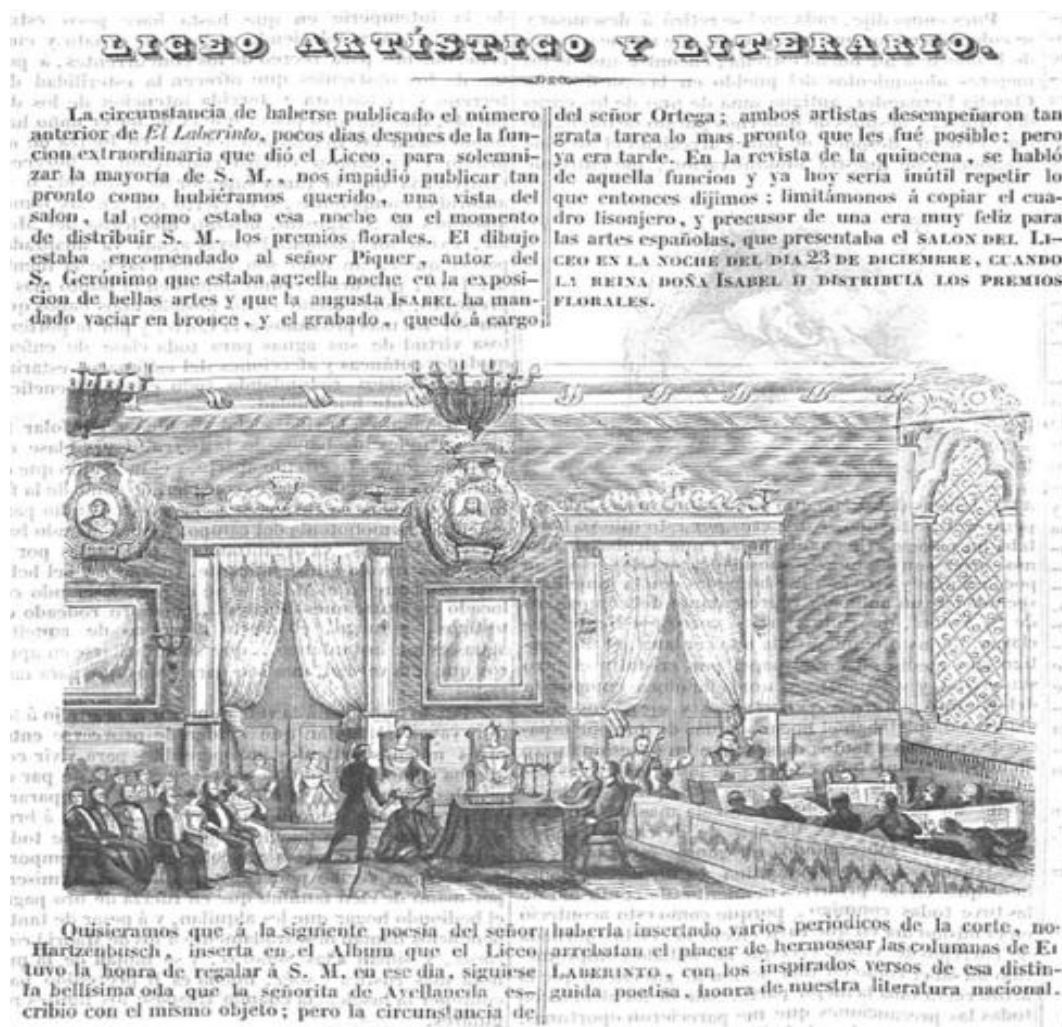 LICEO ARTÍSTICO Y LITERARIO.
La circunstancia de haberse publicado el número
anterior de El Laberinto, pocos dias despues de la fun-
cion extraordinaria que dió el Liceo, para solemni-
zar la mayoría de S. M., nos impidió publicar tan
pronto como hubiéramos querido, una vista del
salon, tal como estaba esa noche en el momento
de distribuir S. M. los premios florales. El dibujo
estaba encomendado al señor Piquer, autor del
S. Gerónimo que estaba aquella noche en la exposi-
cion de bellas artes y que la augusta ISABEL ha man-
dado vaciar en bronce, y el grabado, quedó á cargo
del señor Ortega; ambos artistas desempeñaron tan
grata tarea lo mas pronto que les fué posible; pero
ya era tarde. En la revista de la quincena, se habló
de aquella funcion y ya hoy sería inútil repetir lo
que entonces dijimos; limitámonos á copiar el cua-
dro lisonjero, y precusor de una era muy feliz para
las artes españolas, que presentaba el SALON DEL LI-
CEO EN LA NOCHE DEL DIA 23 DE DICIEMBRE, CUANDO
LA REINA DOÑA ISABEL II DISTRIBUIA LOS PREMIOS
FLORALES.
Quisieramos que á la siguiente poesía del señor
Hartzenbusch, inserta en el Album que el Liceo
tuvo la honra de regalar á S. M. en ese dia, siguiese
la bellísima oda que la señorita de Avellaneda es-
cribió con el mismo objeto; pero la circunstancia de
haberla insertado varios periodicos de la corte, no-
arrebatan el placer de hermosear las columnas de EL
LABERINTO, con los inspirados versos de esa distin-
guida poetisa, honra de nuestra literatura nacional.